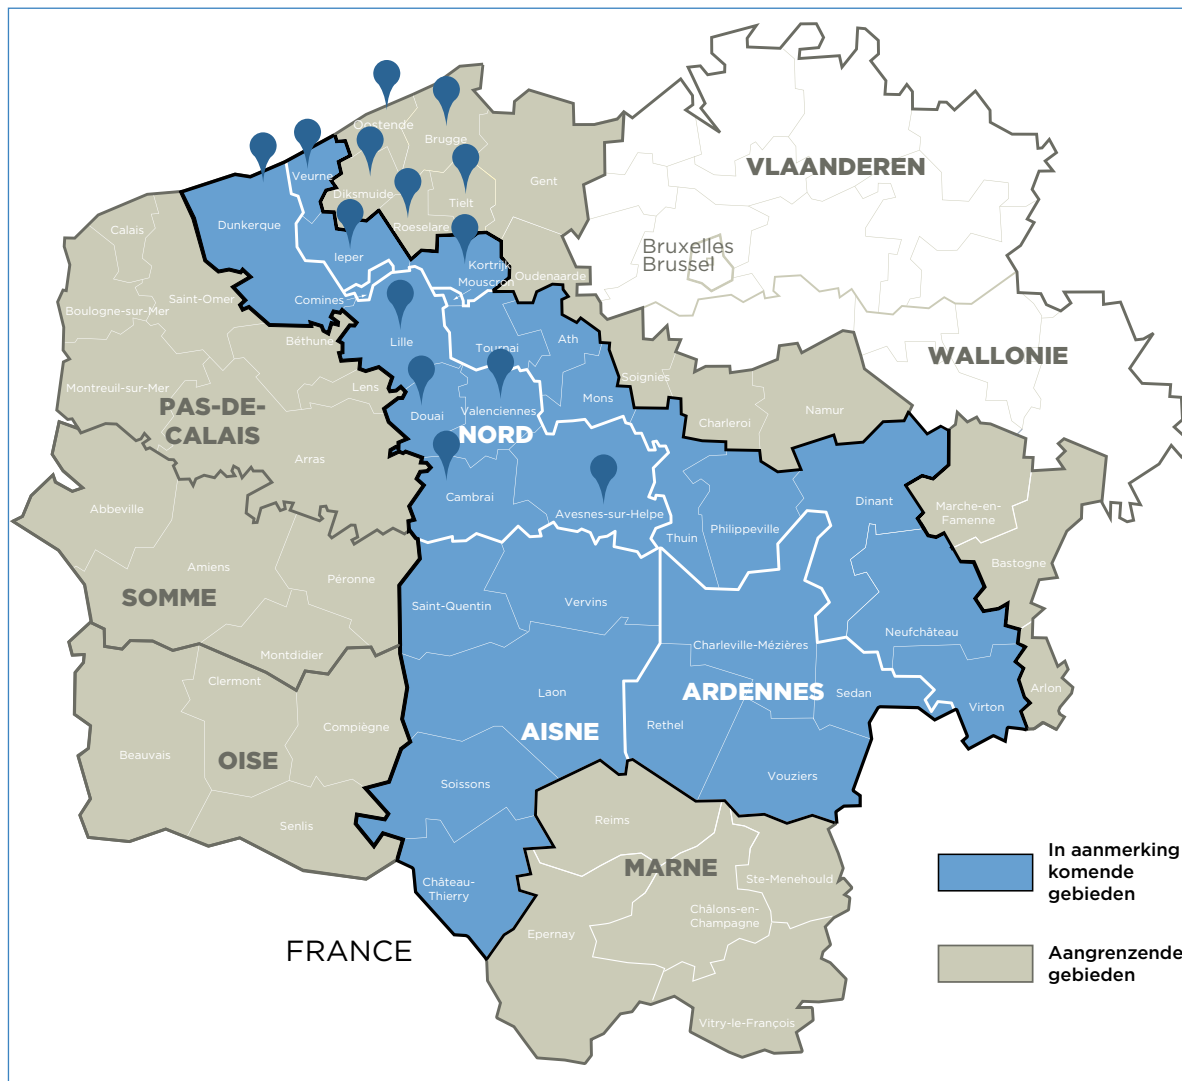 Oostende
Brugge
VLAANDEREN
Veurne
Gent
Diksmuide
Tielt
Dunkerque
Roeselare
Calais
Bruxelles
Brussel
Ieper
Kortrijk
Mouscron
Oudenaarde
Saint-Omer
Comines
Boulogne-sur-Mer
Béthune
Lille
Tournai
Ath
WALLONIE
Soignies
Montreuil-sur-Mer
Lens
PAS-DE-
CALAIS
Douai
Valenciennes
Mons
Namur
Charleroi
NORD
Arras
Cambrai
Dinant
Abbeville
Avesnes-sur-Helpe
Marche-en-
Famenne
Thuin
Philippeville
Bastogne
Amiens
Péronne
SOMME
Saint-Quentin
Vervins
Neufchâteau
Montdidier
Charleville-Mézières
Clermont
Laon
ARDENNES
Sedan
Arlon
Virton
Compiègne
Rethel
AISNE
Beauvais
OISE
Soissons
Vouziers
Senlis
Reims
MARNE
Ste-Menehould
Château-
Thierry
Châlons-en-
Champagne
Epernay
FRANCE
Vitry-le-François
In aanmerking
komende
gebieden
Aangrenzende
gebieden